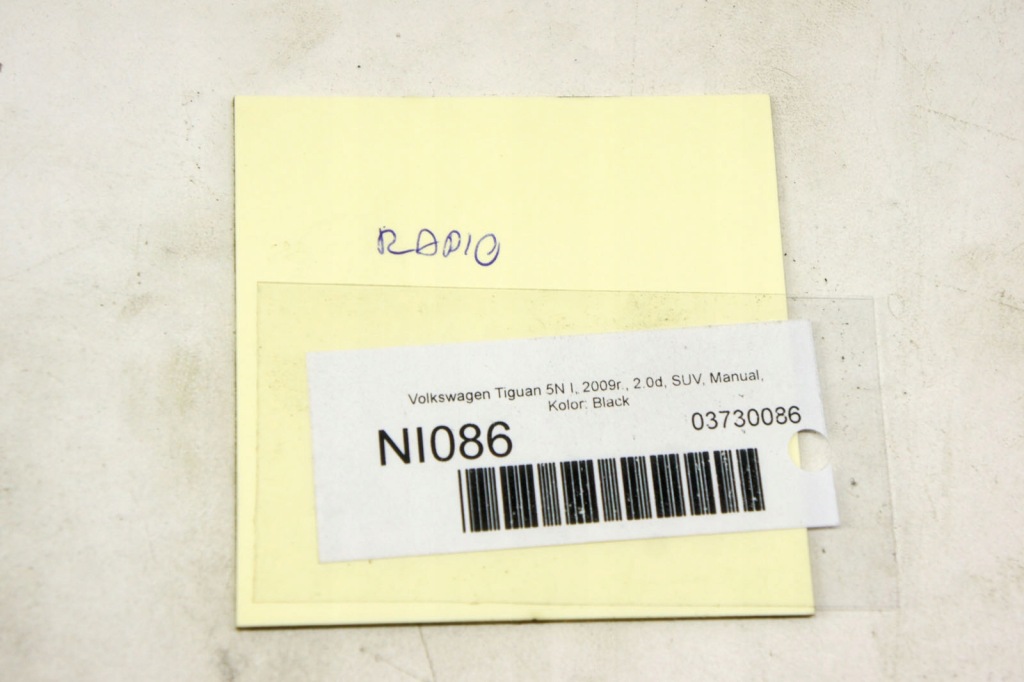 RADIO
Volkswagen Tiguan 5N I, 2009r., 2.0d, SUV, Manual,
Kolor: Black
03730086
NI086